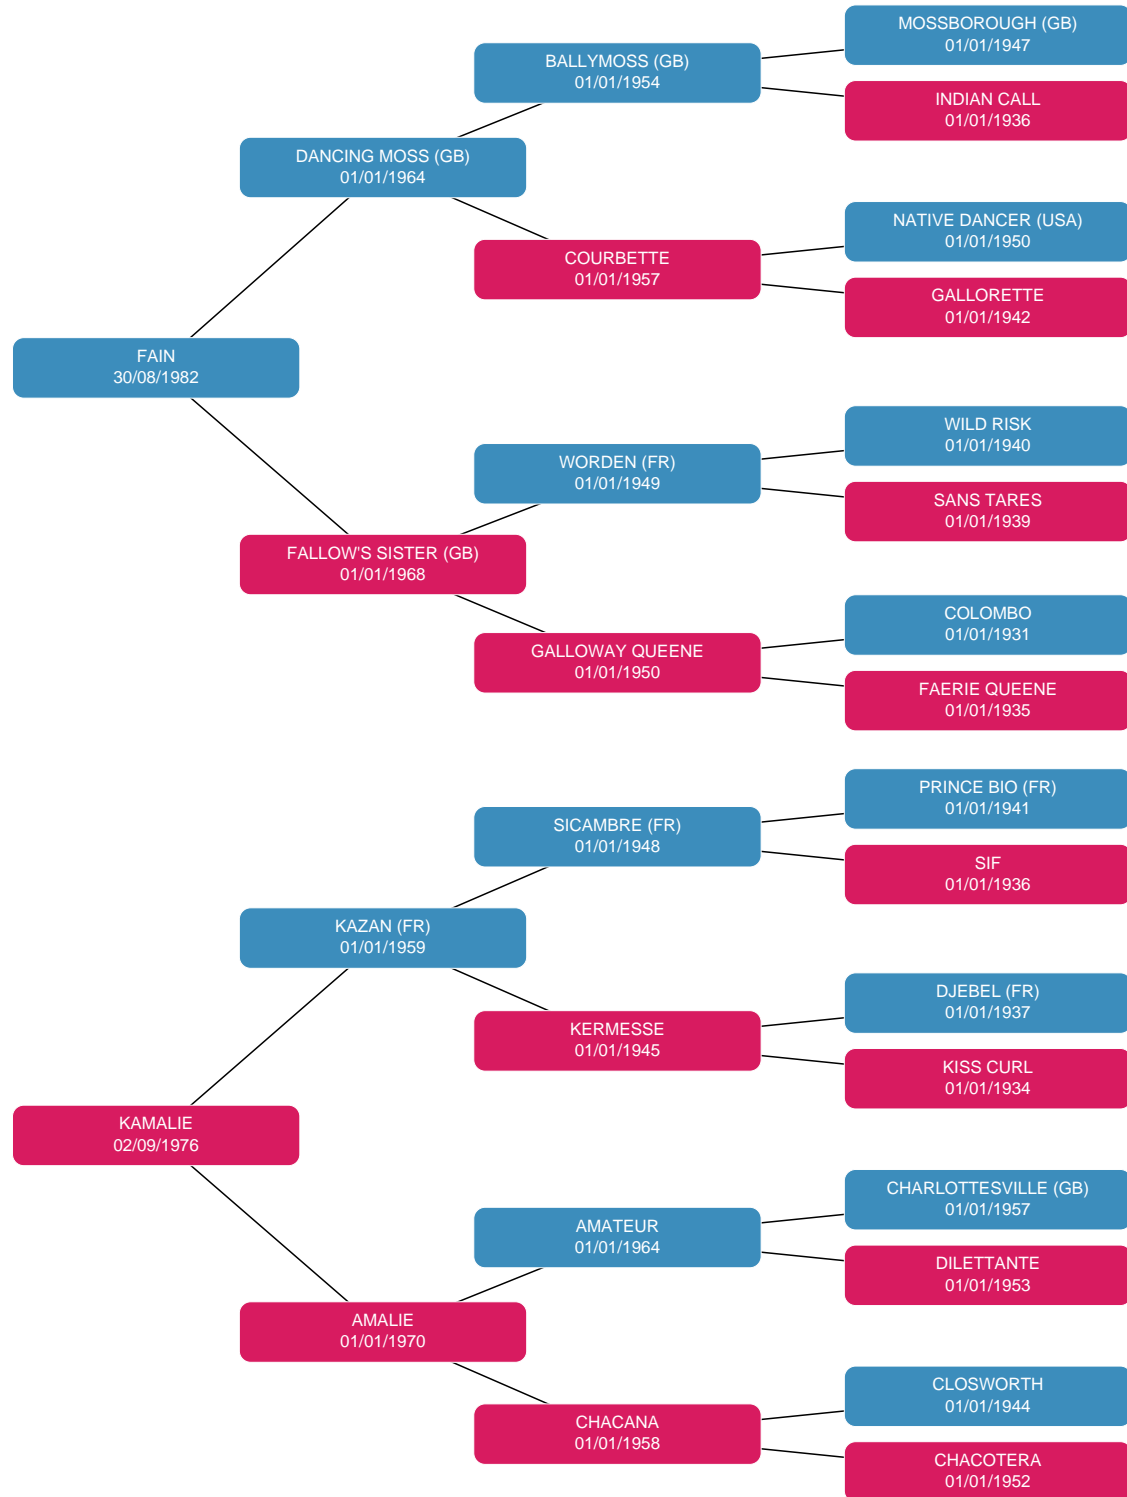 MOSSBOROUGH (GB)
01/01/1947
BALLYMOSS (GB)
01/01/1954
INDIAN CALL
01/01/1936
DANCING MOSS (GB)
01/01/1964
NATIVE DANCER (USA)
01/01/1950
COURBETTE
01/01/1957
GALLORETTE
01/01/1942
FAIN
30/08/1982
WILD RISK
01/01/1940
WORDEN (FR)
01/01/1949
SANS TARES
01/01/1939
FALLOW'S SISTER (GB)
01/01/1968
COLOMBO
01/01/1931
GALLOWAY QUEENE
01/01/1950
FAERIE QUEENE
01/01/1935
PRINCE BIO (FR)
01/01/1941
SICAMBRE (FR)
01/01/1948
SIF
01/01/1936
KAZAN (FR)
01/01/1959
DJEBEL (FR)
01/01/1937
KERMESSE
01/01/1945
KISS CURL
01/01/1934
KAMALIE
02/09/1976
CHARLOTTESVILLE (GB)
01/01/1957
AMATEUR
01/01/1964
DILETTANTE
01/01/1953
AMALIE
01/01/1970
CLOSWORTH
01/01/1944
CHACANA
01/01/1958
CHACOTERA
01/01/1952